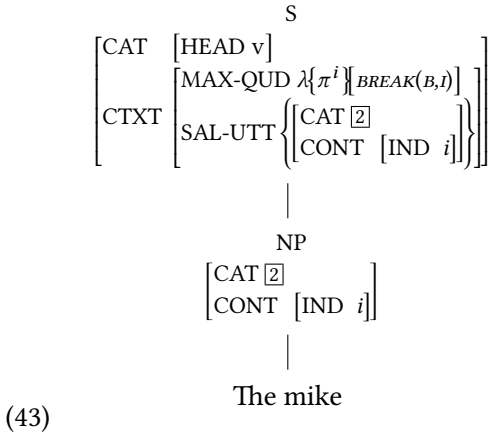 S
[CAT [HEAD v]
CTXT [MAX-QUD λ{πⁱ}[BREAK(B,I)]
SAL-UTT {[CAT 2
CONT [IND i]]}]]
NP
[CAT 2
CONT [IND i]]
The mike
(43)